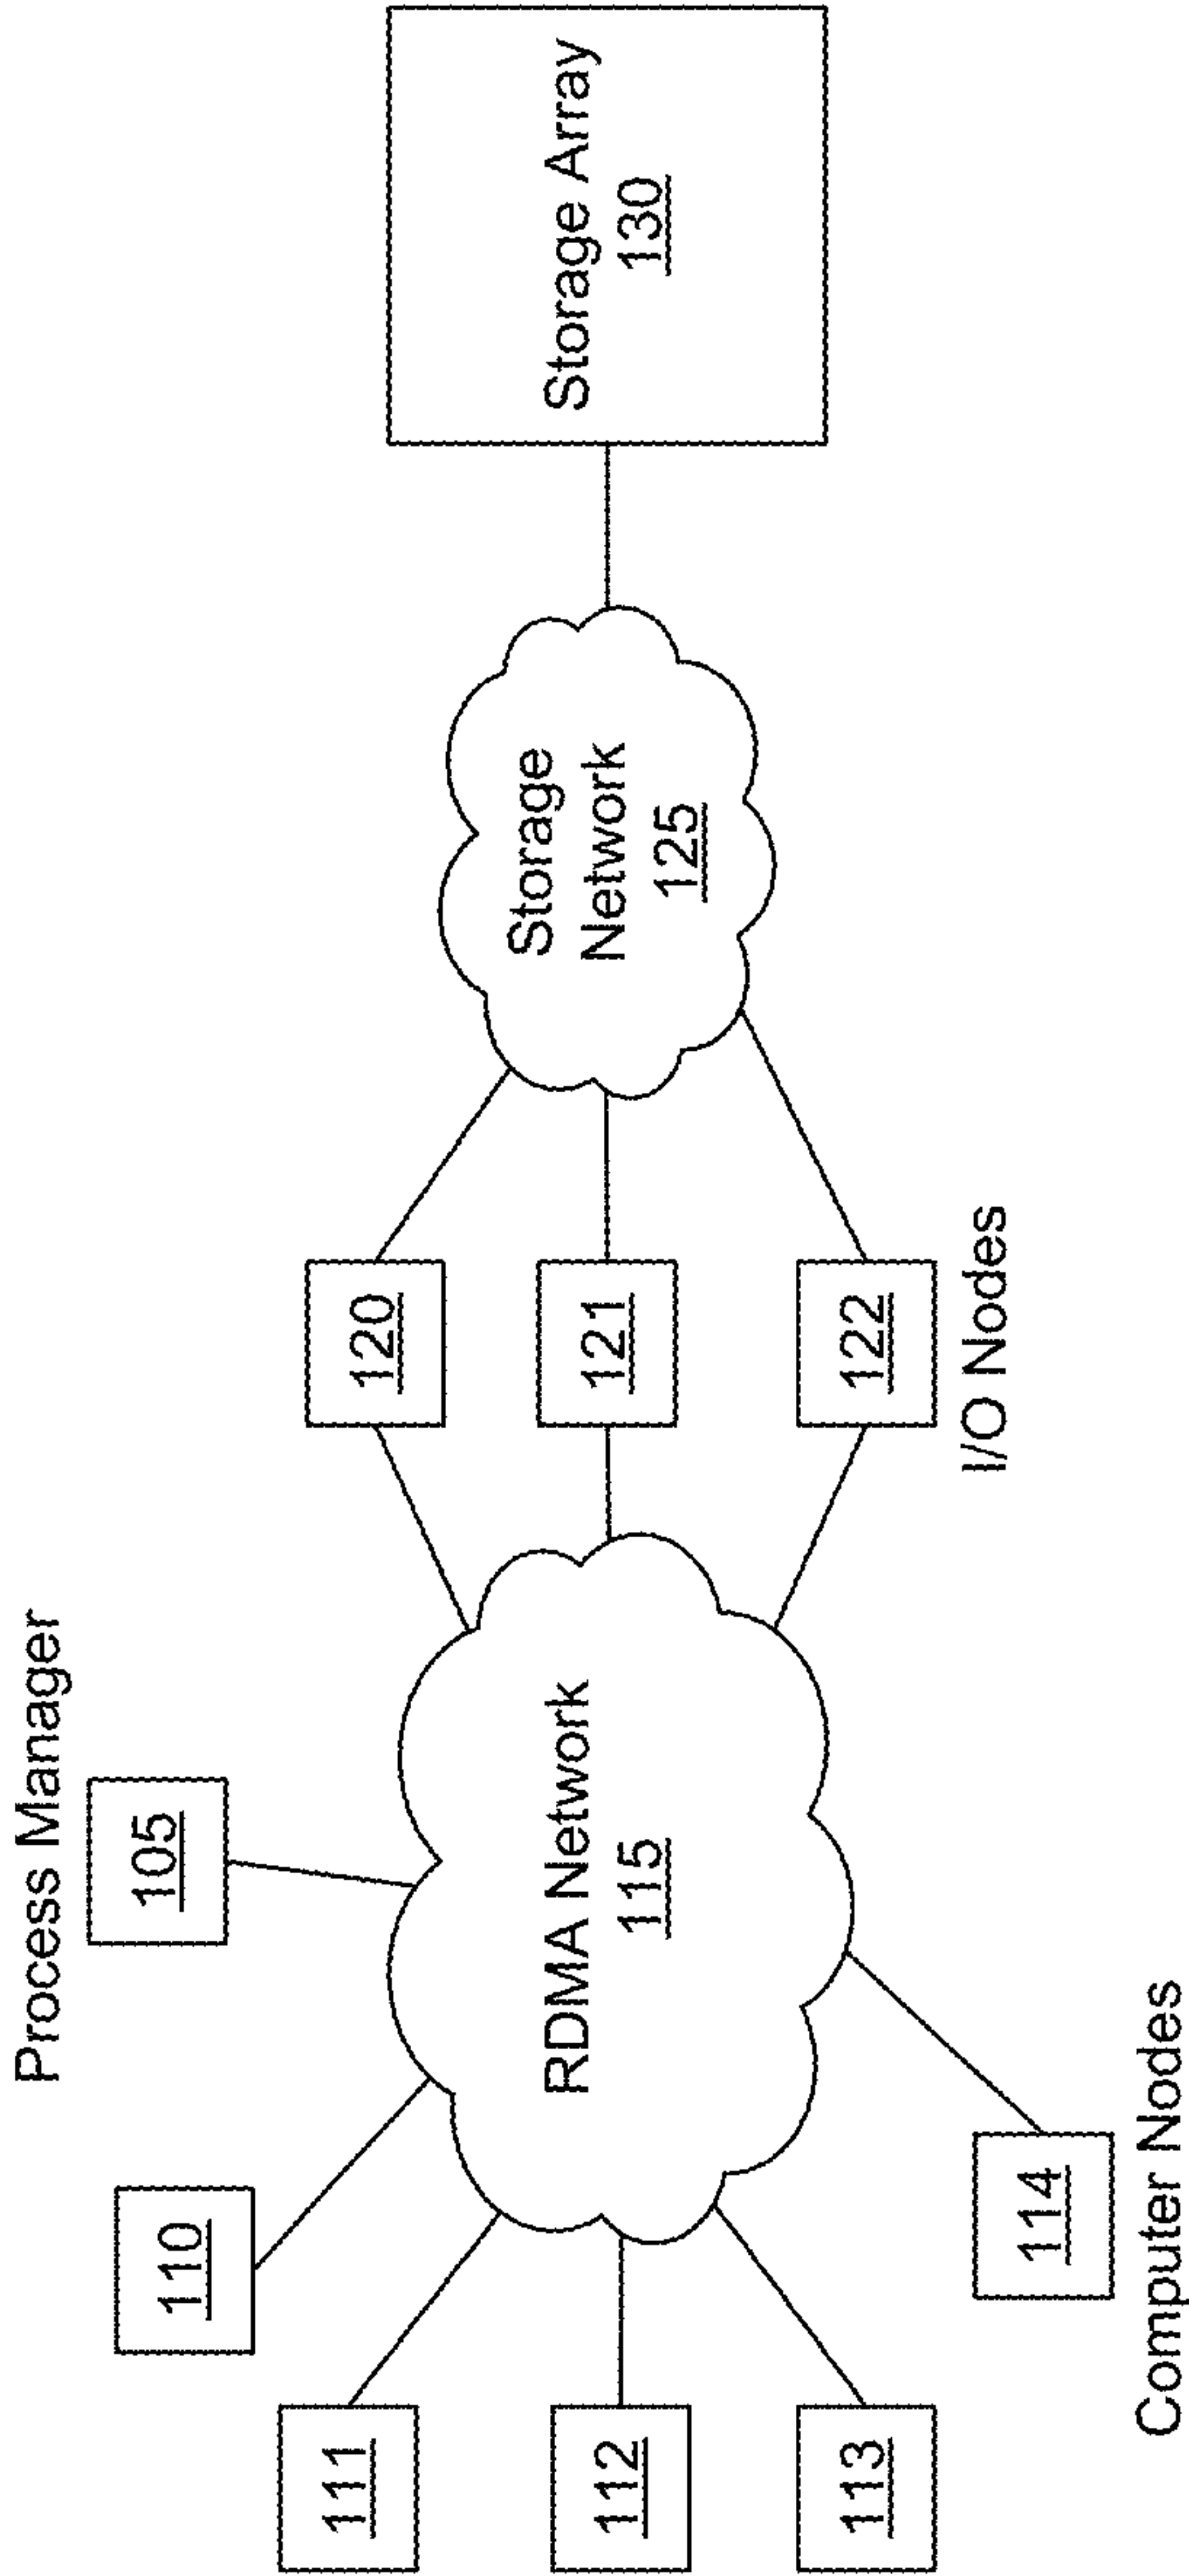 Process Manager
105
110
111
112
113
114
Computer Nodes
RDMA Network
115
120
121
122
I/O Nodes
Storage
Network
125
Storage Array
130